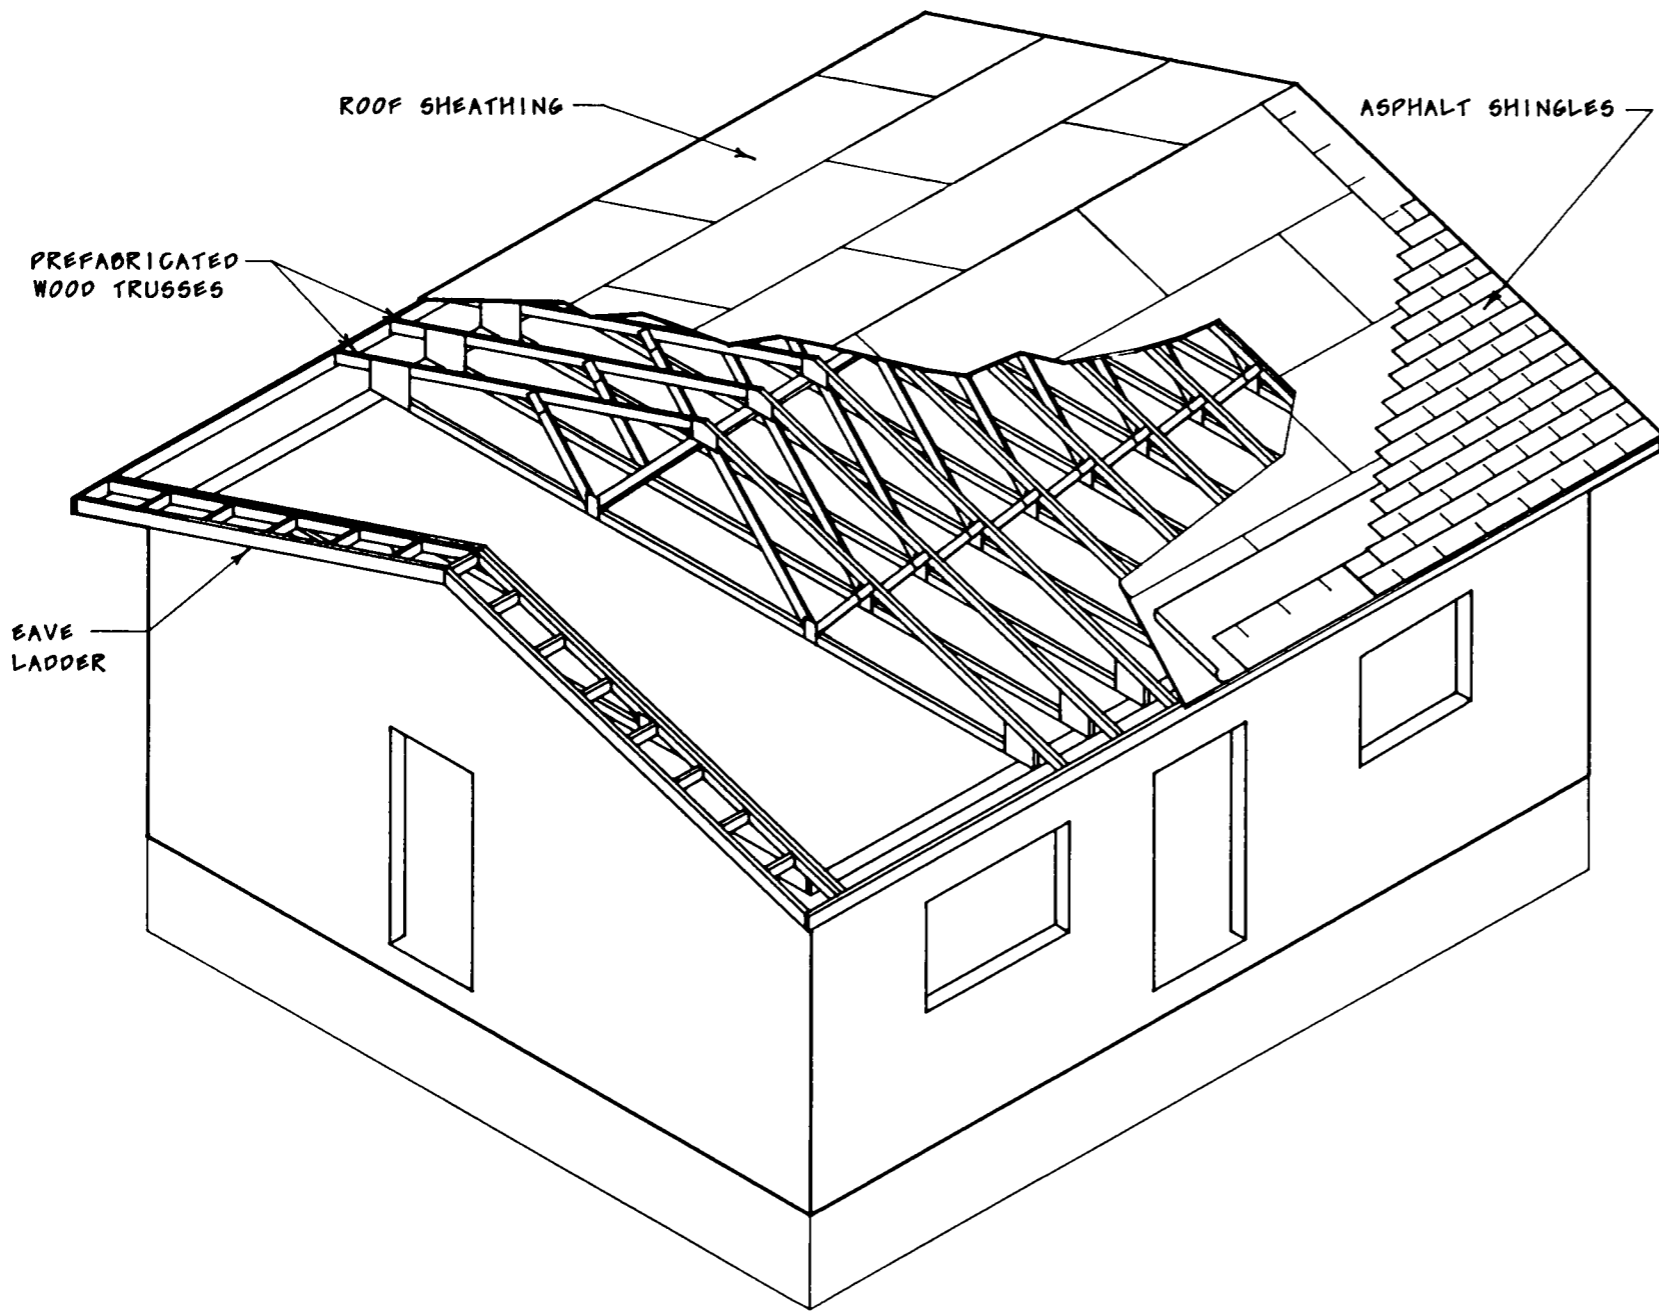 ROOF SHEATHING
ASPHALT SHINGLES
PREFABRICATED
WOOD TRUSSES
EAVE
LADDER